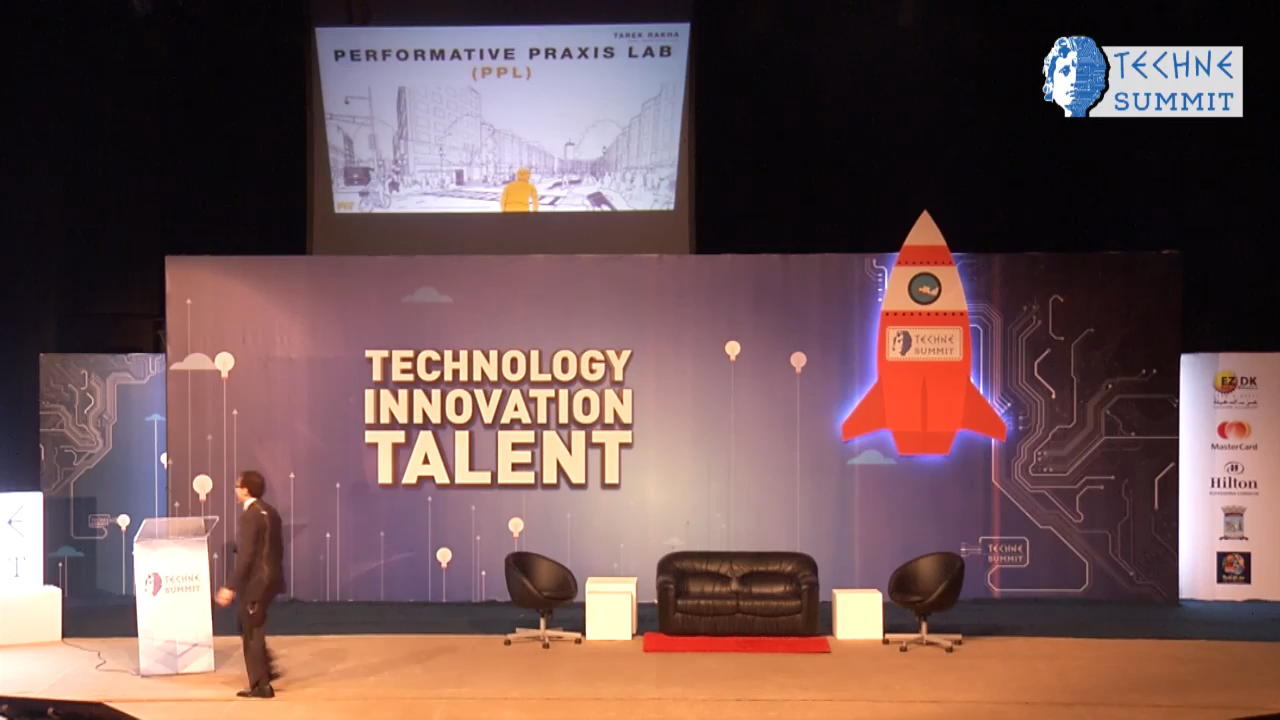 TAREK RAKHA
PERFORMATIVE PRAXIS LAB
(PPL)
TECHNE
SUMMIT
TECHNOLOGY
INNOVATION
TALENT
TECHNE
SUMMIT
TECHNE
SUMMIT
TECHNE
SUMMIT
EZDK
MasterCard
Hilton